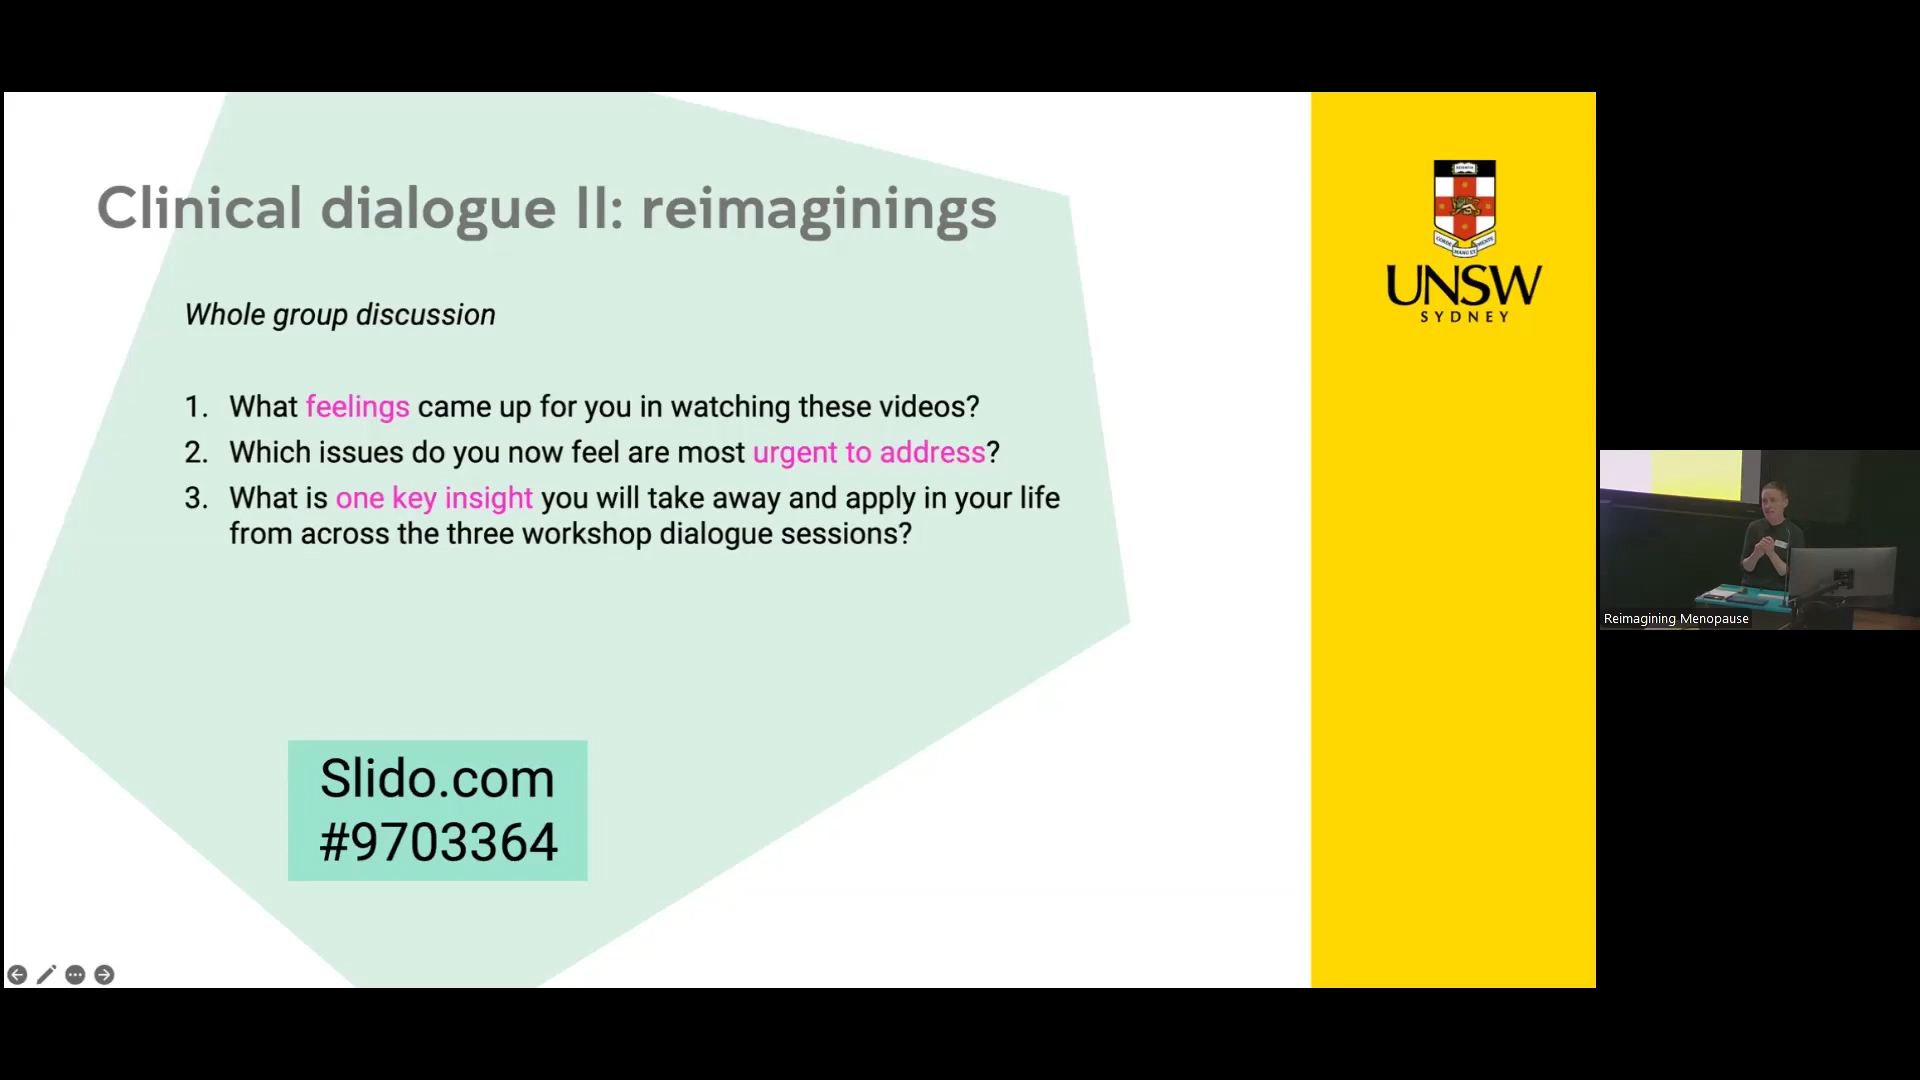 Clinical dialogue II: reimaginings
Whole group discussion
1. What feelings came up for you in watching these videos?
2. Which issues do you now feel are most urgent to address?
3. What is one key insight you will take away and apply in your life
from across the three workshop dialogue sessions?
Slido.com
#9703364
UNSW
SYDNEY
Reimagining Menopause